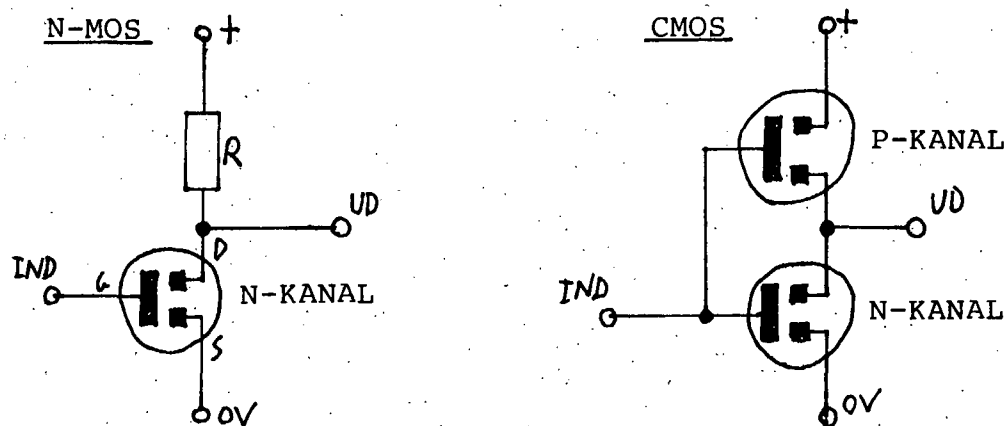 N-MOS
+
R
UD
D
IND
G
N-KANAL
S
0V
CMOS
+
P-KANAL
UD
IND
N-KANAL
0V